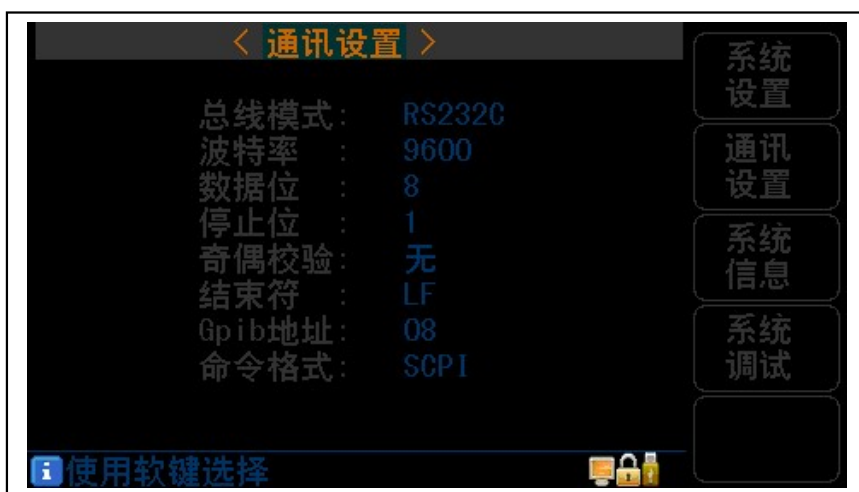 < 通讯设置 >
总线模式: RS232C
波特率 : 9600
数据位 : 8
停止位 : 1
奇偶校验: 无
结束符 : LF
Gpib地址: 08
命令格式: SCPI
使用软键选择
系统
设置
通讯
设置
系统
信息
系统
调试